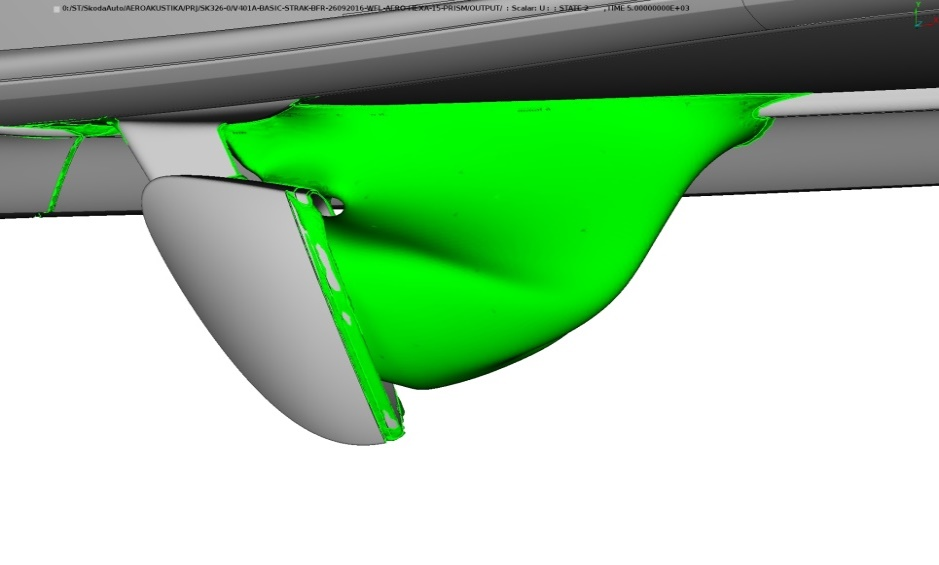 0:/ST/SkodaAuto/AEROAKUSTIKA/PRJ/SK326-0/V401A-BASIC-STRAK-BFR-26092016-WFL-AERO-HEXA-15-PRISM/OUTPUT/ : Scalar: U : : STATE 2 ,TIME 5.00000000E+03